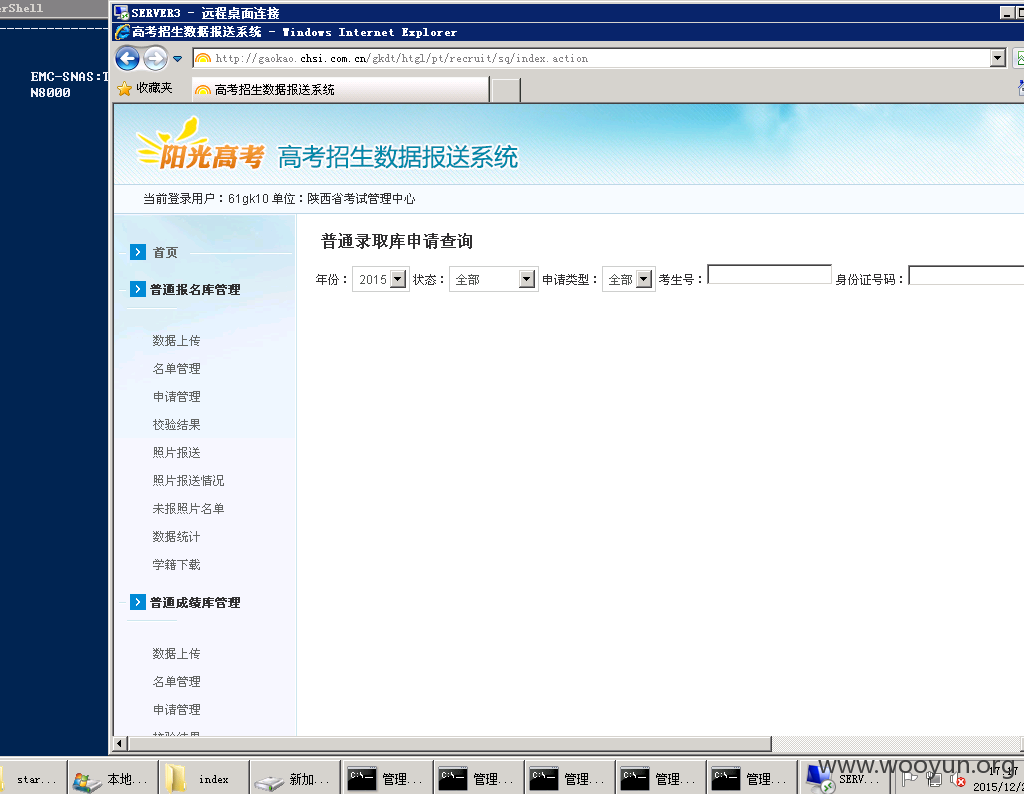 erShell
EMC-SNAS:I
N8000
SERVER3 - 远程桌面连接
高考招生数据报送系统 - Windows Internet Explorer
http://gaokao.chsi.com.cn/gkdt/htgl/pt/recruit/sq/index.action
收藏夹
高考招生数据报送系统
阳光高考 高考招生数据报送系统
当前登录用户：61gk10 单位：陕西省考试管理中心
首页
普通报名库管理
数据上传
名单管理
申请管理
校验结果
照片报送
照片报送情况
未报照片名单
数据统计
学籍下载
普通成绩库管理
数据上传
名单管理
申请管理
校验结果
普通录取库申请查询
年份： 2015 状态： 全部 申请类型： 全部 考生号： 身份证号码：
star... 本地... index 新加... 管理... 管理... 管理... 管理... 管理... SERV...
17:17
2015/12/
www.wooyun.org